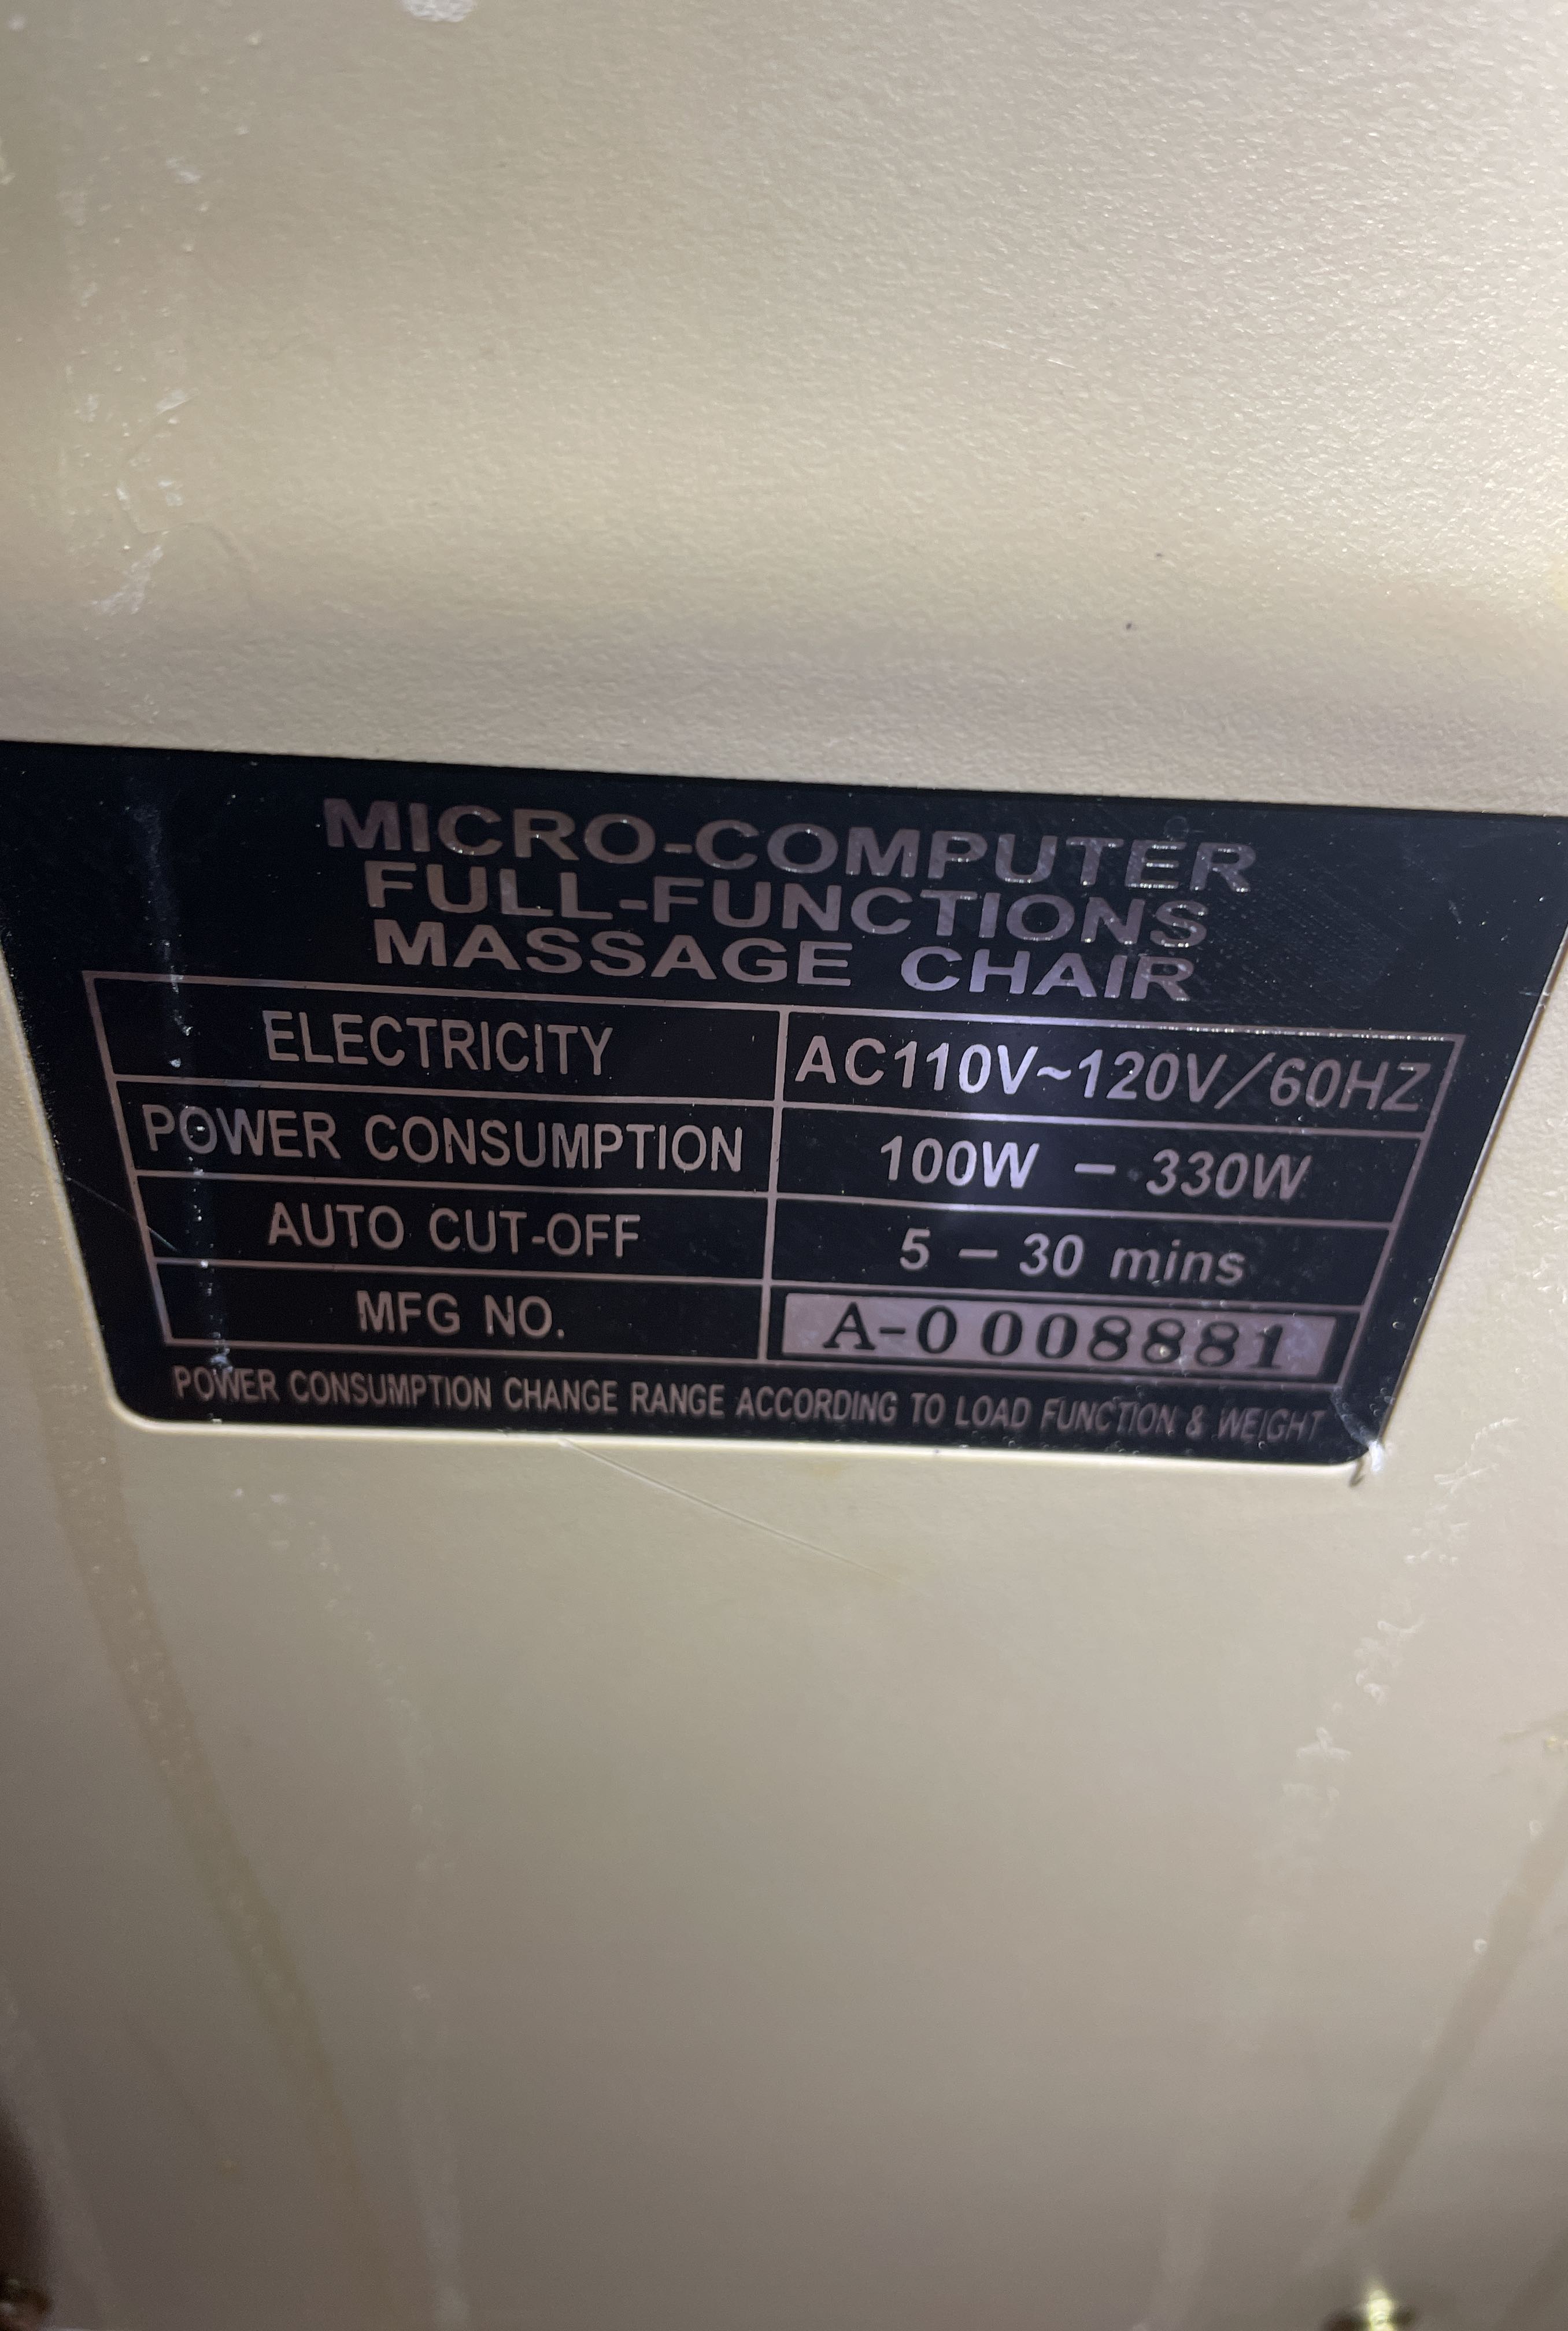 MICRO-COMPUTER
FULL-FUNCTIONS
MASSAGE CHAIR
ELECTRICITY AC110V~120V/60HZ
POWER CONSUMPTION 100W – 330W
AUTO CUT-OFF 5 – 30 mins
MFG NO. A-0008881
POWER CONSUMPTION CHANGE RANGE ACCORDING TO LOAD FUNCTION & WEIGHT